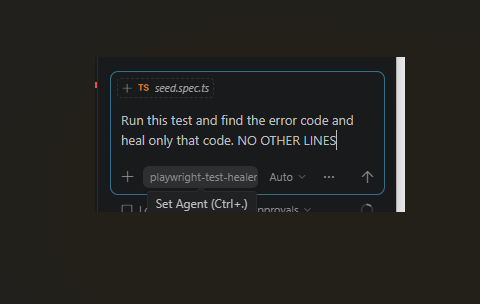 TS seed.spec.ts
Run this test and find the error code and
heal only that code. NO OTHER LINES
playwright-test-healer Auto
Set Agent (Ctrl+.)